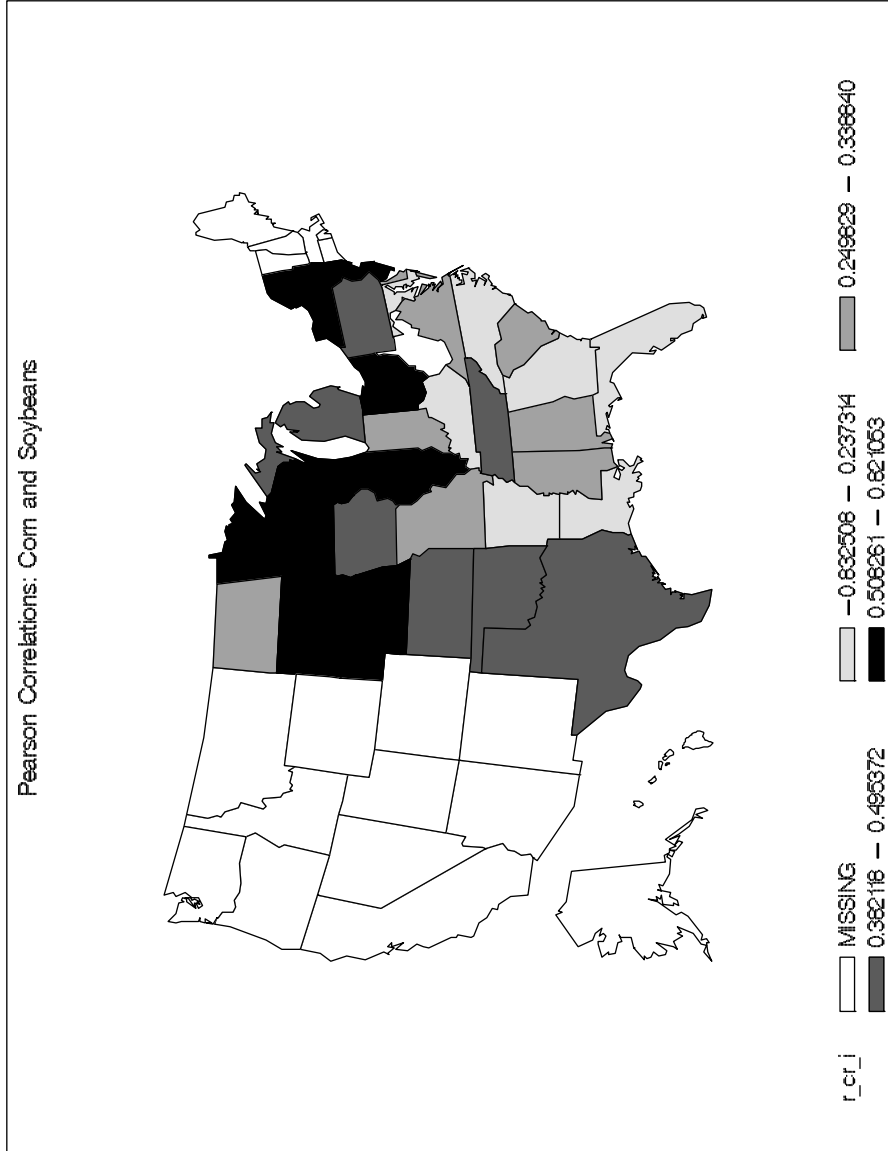 Pearson Correlations: Corn and Soybeans
r_cr_i MISSING -0.832508 - 0.237314 0.249829 - 0.338840
0.382118 - 0.495372 0.508261 - 0.821053